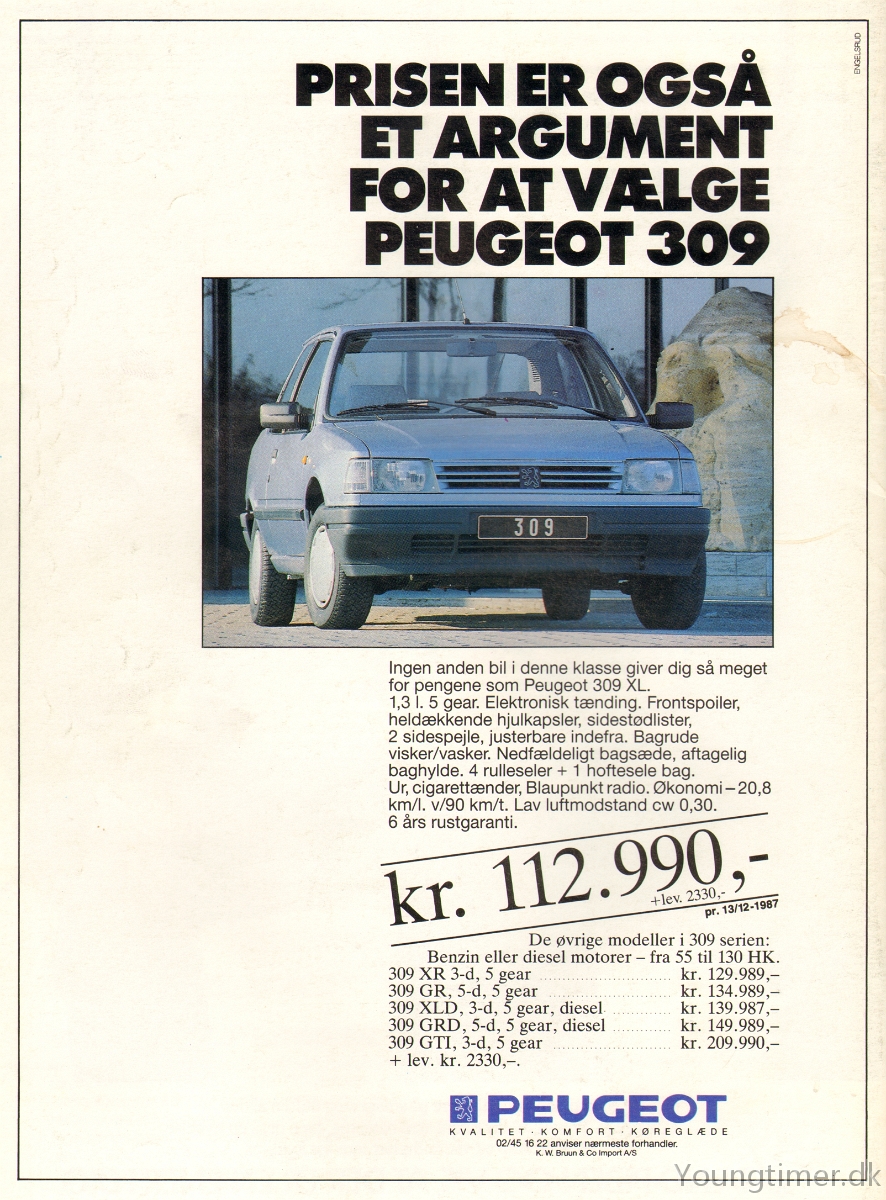 ENGELSRUD
PRISEN ER OGSÅ
ET ARGUMENT
FOR AT VÆLGE
PEUGEOT 309
309
Ingen anden bil i denne klasse giver dig så meget
for pengene som Peugeot 309 XL.
1,3 l. 5 gear. Elektronisk tænding. Frontspoiler,
heldækkende hjulkapsler, sidestødlister,
2 sidespejle, justerbare indefra. Bagrude
visker/vasker. Nedfældeligt bagsæde, aftagelig
baghylde. 4 rulleseler + 1 hoftesele bag.
Ur, cigarettænder, Blaupunkt radio. Økonomi – 20,8
km/l. v/90 km/t. Lav luftmodstand cw 0,30.
6 års rustgaranti.
kr. 112.990,-
+lev. 2330,-
pr. 13/12-1987
De øvrige modeller i 309 serien:
Benzin eller diesel motorer – fra 55 til 130 HK.
309 XR 3-d, 5 gear ........................ kr. 129.989,–
309 GR, 5-d, 5 gear ...................... kr. 134.989,–
309 XLD, 3-d, 5 gear, diesel ............ kr. 139.987,–
309 GRD, 5-d, 5 gear, diesel ........... kr. 149.989,–
309 GTI, 3-d, 5 gear ..................... kr. 209.990,–
+ lev. kr. 2330,–.
PEUGEOT
KVALITET · KOMFORT · KØREGLÆDE
02/45 16 22 anviser nærmeste forhandler.
K. W. Bruun & Co Import A/S
Youngtimer.dk